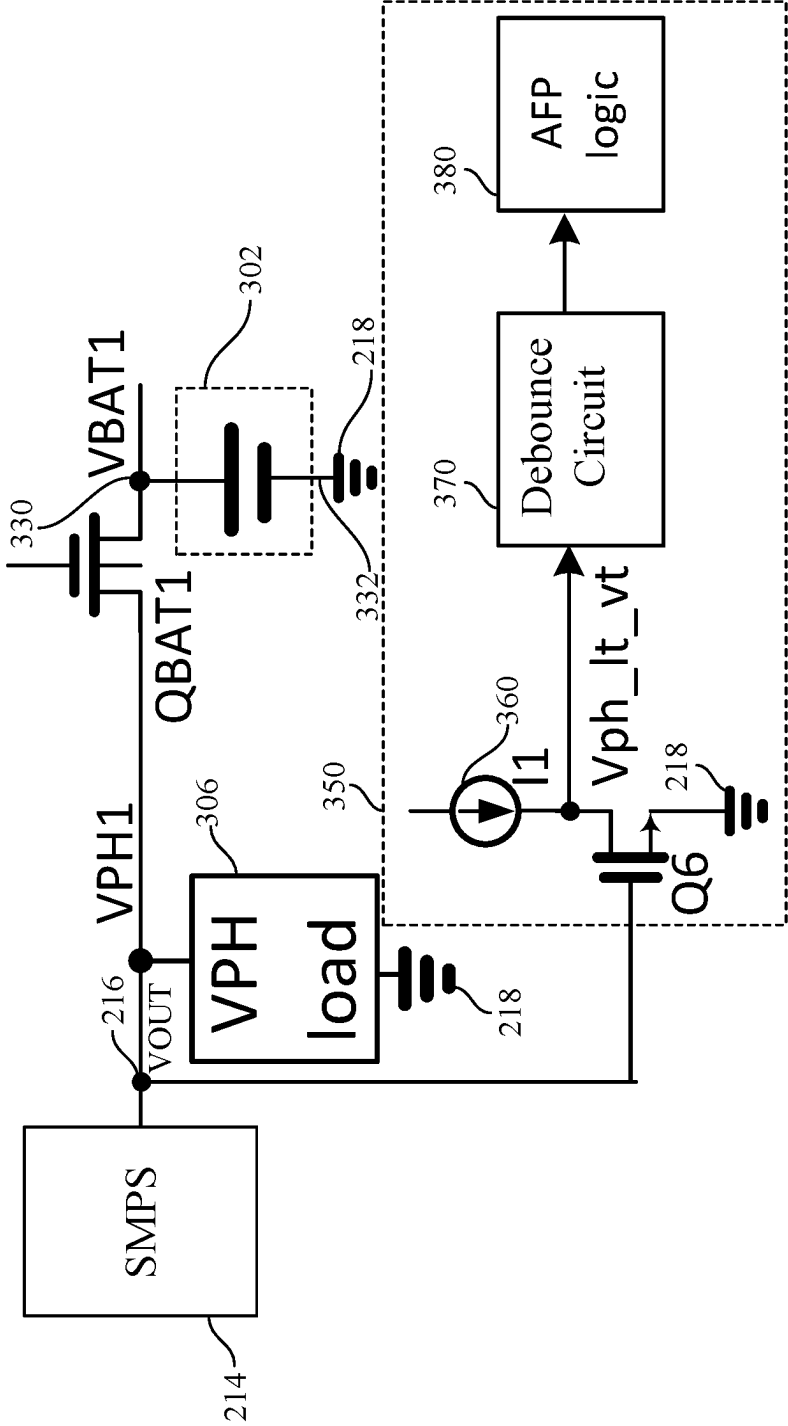 SMPS
214
216
VOUT
VPH1
VPH
load
306
218
QBAT1
330
VBAT1
302
332
218
350
Q6
218
I1
360
Vph_lt_vt
Debounce
Circuit
370
AFP
logic
380